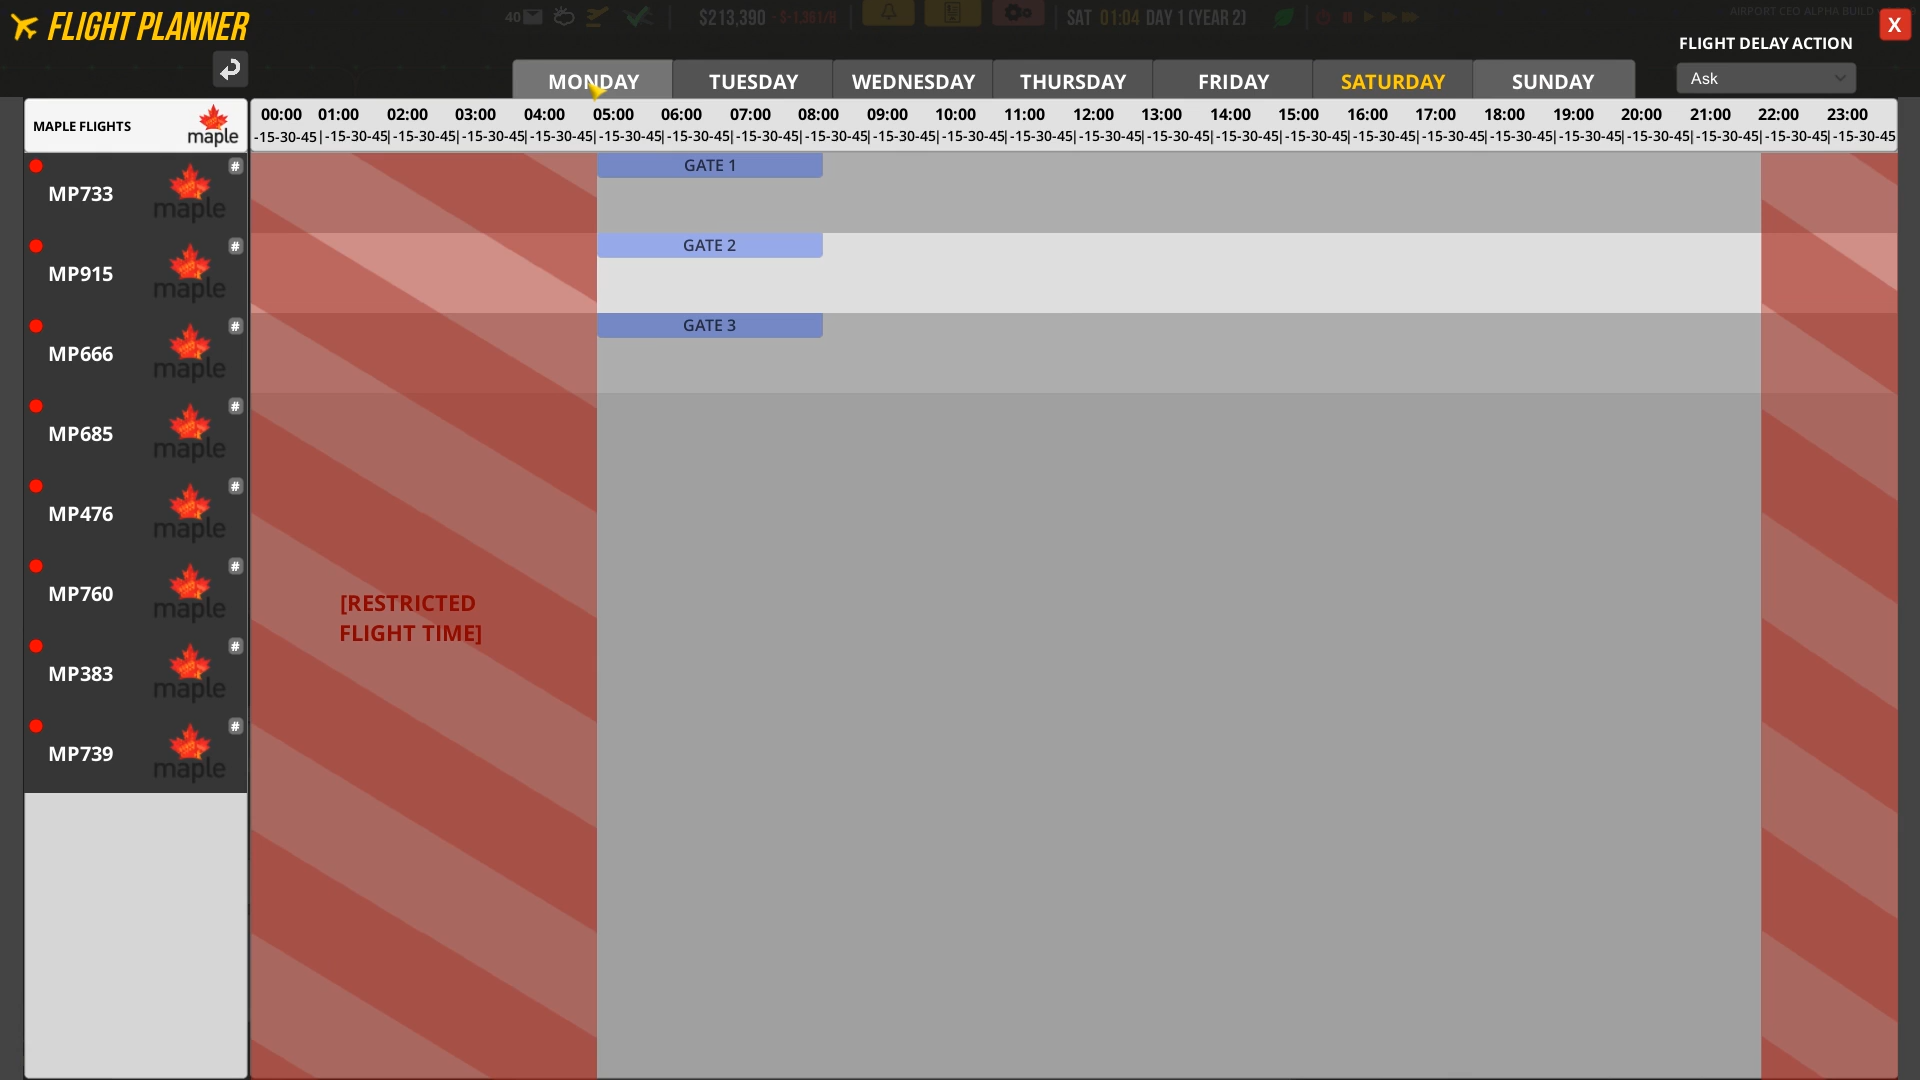 FLIGHT PLANNER
40 $213,390 $-1,361/H SAT 01:04 DAY 1 (YEAR 2)
AIRPORT CEO ALPHA BUILD
X
FLIGHT DELAY ACTION
Ask
MONDAY TUESDAY WEDNESDAY THURSDAY FRIDAY SATURDAY SUNDAY
MAPLE FLIGHTS maple
00:00 01:00 02:00 03:00 04:00 05:00 06:00 07:00 08:00 09:00 10:00 11:00 12:00 13:00 14:00 15:00 16:00 17:00 18:00 19:00 20:00 21:00 22:00 23:00
-15-30-45|-15-30-45|-15-30-45|-15-30-45|-15-30-45|-15-30-45|-15-30-45|-15-30-45|-15-30-45|-15-30-45|-15-30-45|-15-30-45|-15-30-45|-15-30-45|-15-30-45|-15-30-45|-15-30-45|-15-30-45|-15-30-45|-15-30-45|-15-30-45|-15-30-45|-15-30-45|-15-30-45
MP733 maple # GATE 1
MP915 maple # GATE 2
MP666 maple # GATE 3
MP685 maple #
MP476 maple #
MP760 maple #
[RESTRICTED
FLIGHT TIME]
MP383 maple #
MP739 maple #